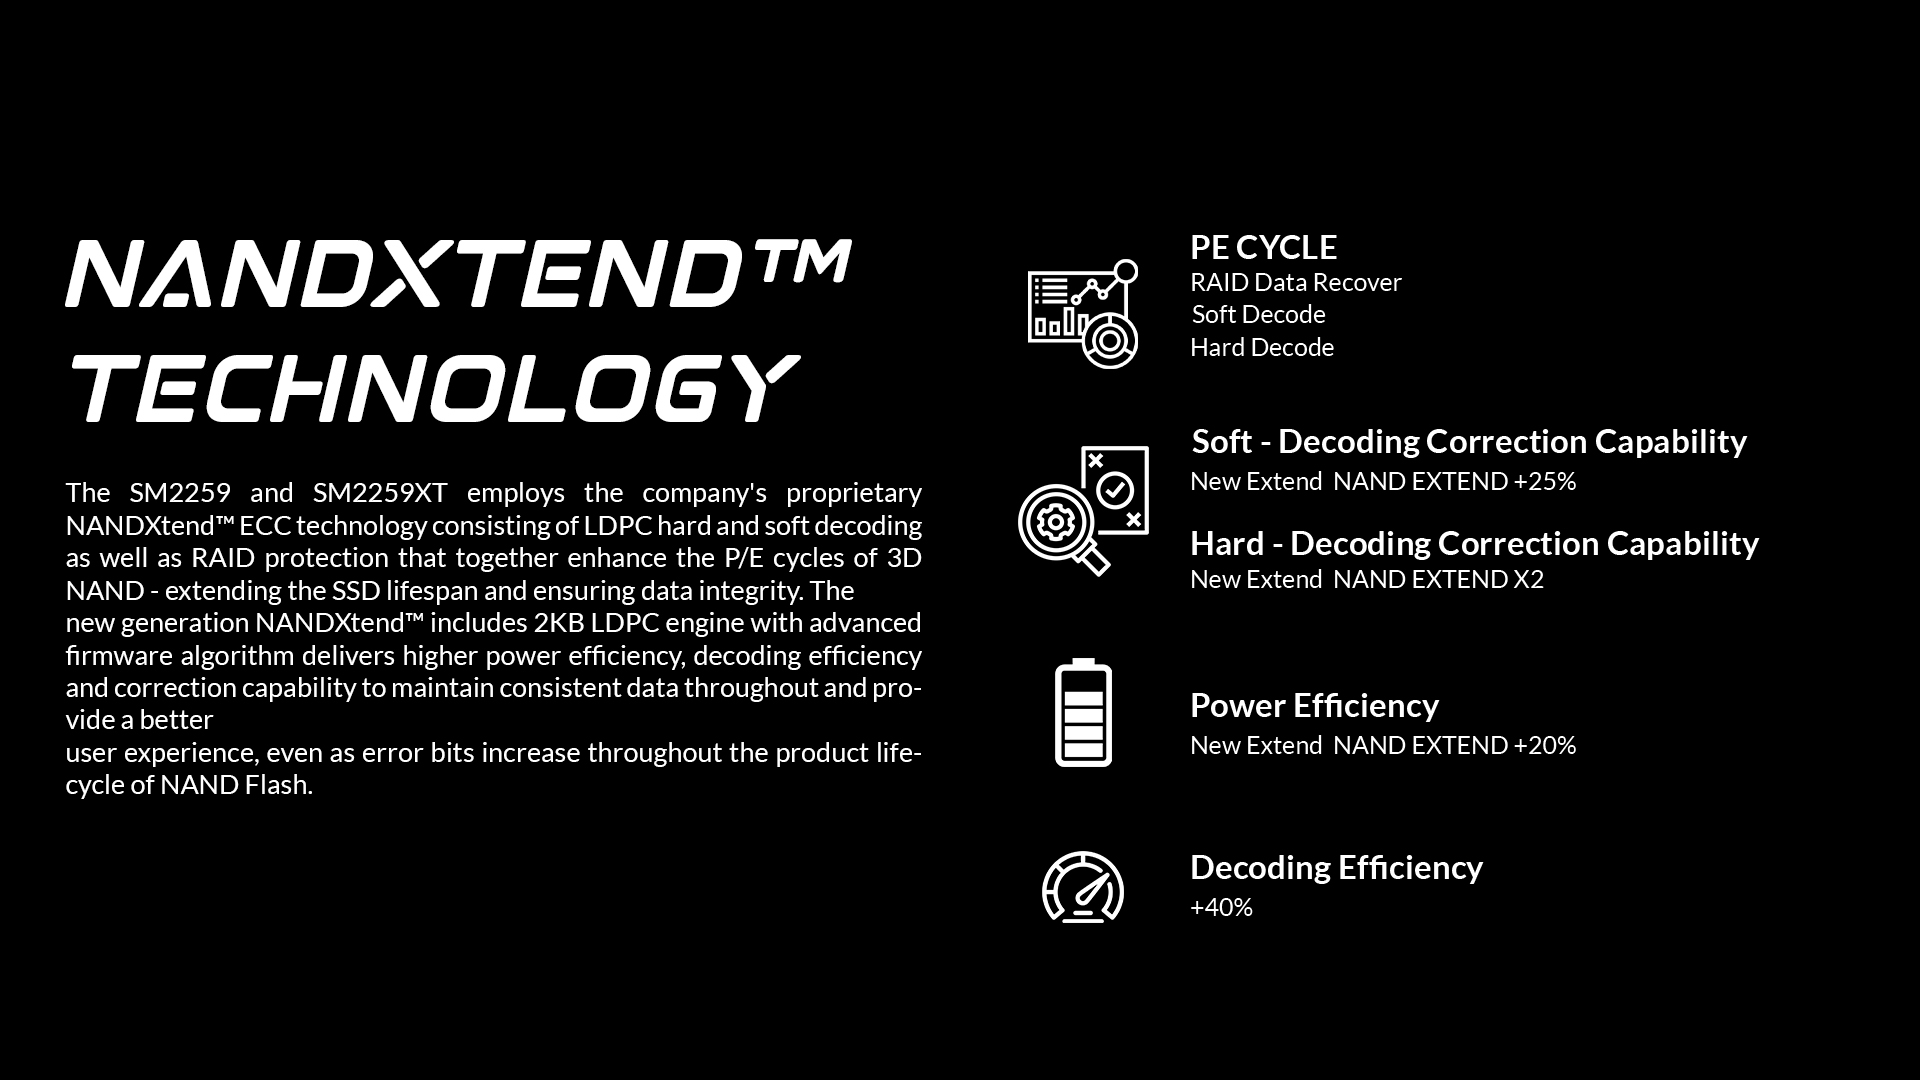 NANDXTEND™
TECHNOLOGY
The SM2259 and SM2259XT employs the company's proprietary
NANDXtend™ ECC technology consisting of LDPC hard and soft decoding
as well as RAID protection that together enhance the P/E cycles of 3D
NAND - extending the SSD lifespan and ensuring data integrity. The
new generation NANDXtend™ includes 2KB LDPC engine with advanced
firmware algorithm delivers higher power efficiency, decoding efficiency
and correction capability to maintain consistent data throughout and pro-
vide a better
user experience, even as error bits increase throughout the product life-
cycle of NAND Flash.
PE CYCLE
RAID Data Recover
Soft Decode
Hard Decode
Soft - Decoding Correction Capability
New Extend  NAND EXTEND +25%
Hard - Decoding Correction Capability
New Extend  NAND EXTEND X2
Power Efficiency
New Extend  NAND EXTEND +20%
Decoding Efficiency
+40%